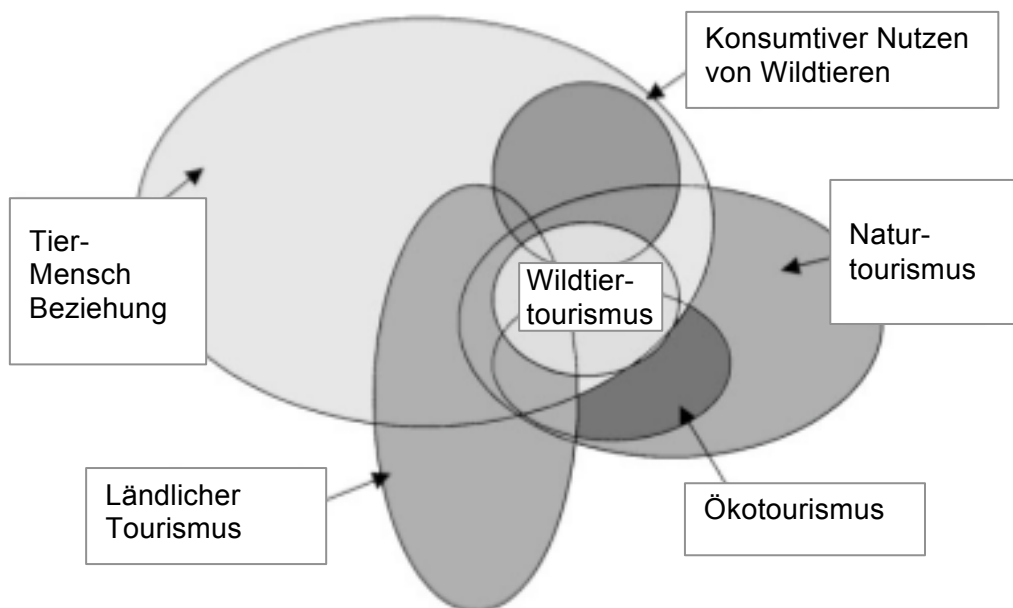 Konsumtiver Nutzen
von Wildtieren
Tier-
Mensch
Beziehung
Natur-
tourismus
Wildtier-
tourismus
Ländlicher
Tourismus
Ökotourismus